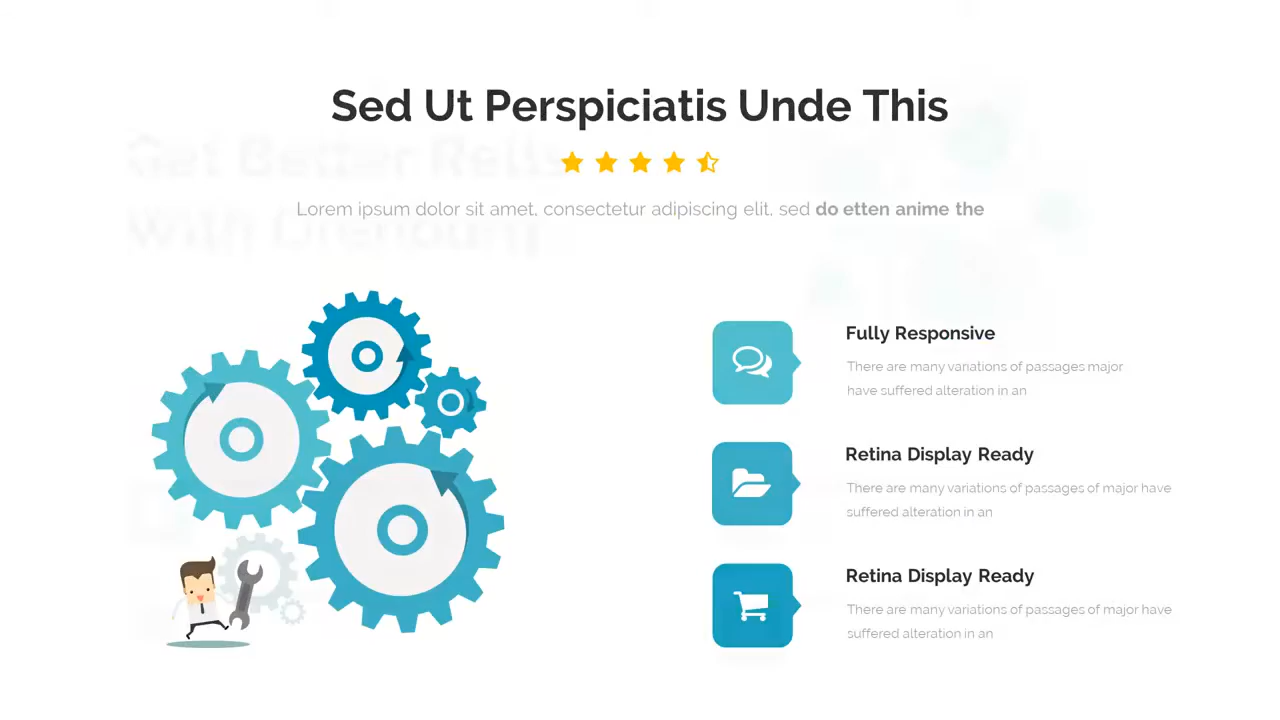 Sed Ut Perspiciatis Unde This
Lorem ipsum dolor sit amet, consectetur adipiscing elit, sed do etten anime the
Get Better
With
Fully Responsive
There are many variations of passages major
have suffered alteration in an
Retina Display Ready
There are many variations of passages of major have
suffered alteration in an
Retina Display Ready
There are many variations of passages of major have
suffered alteration in an